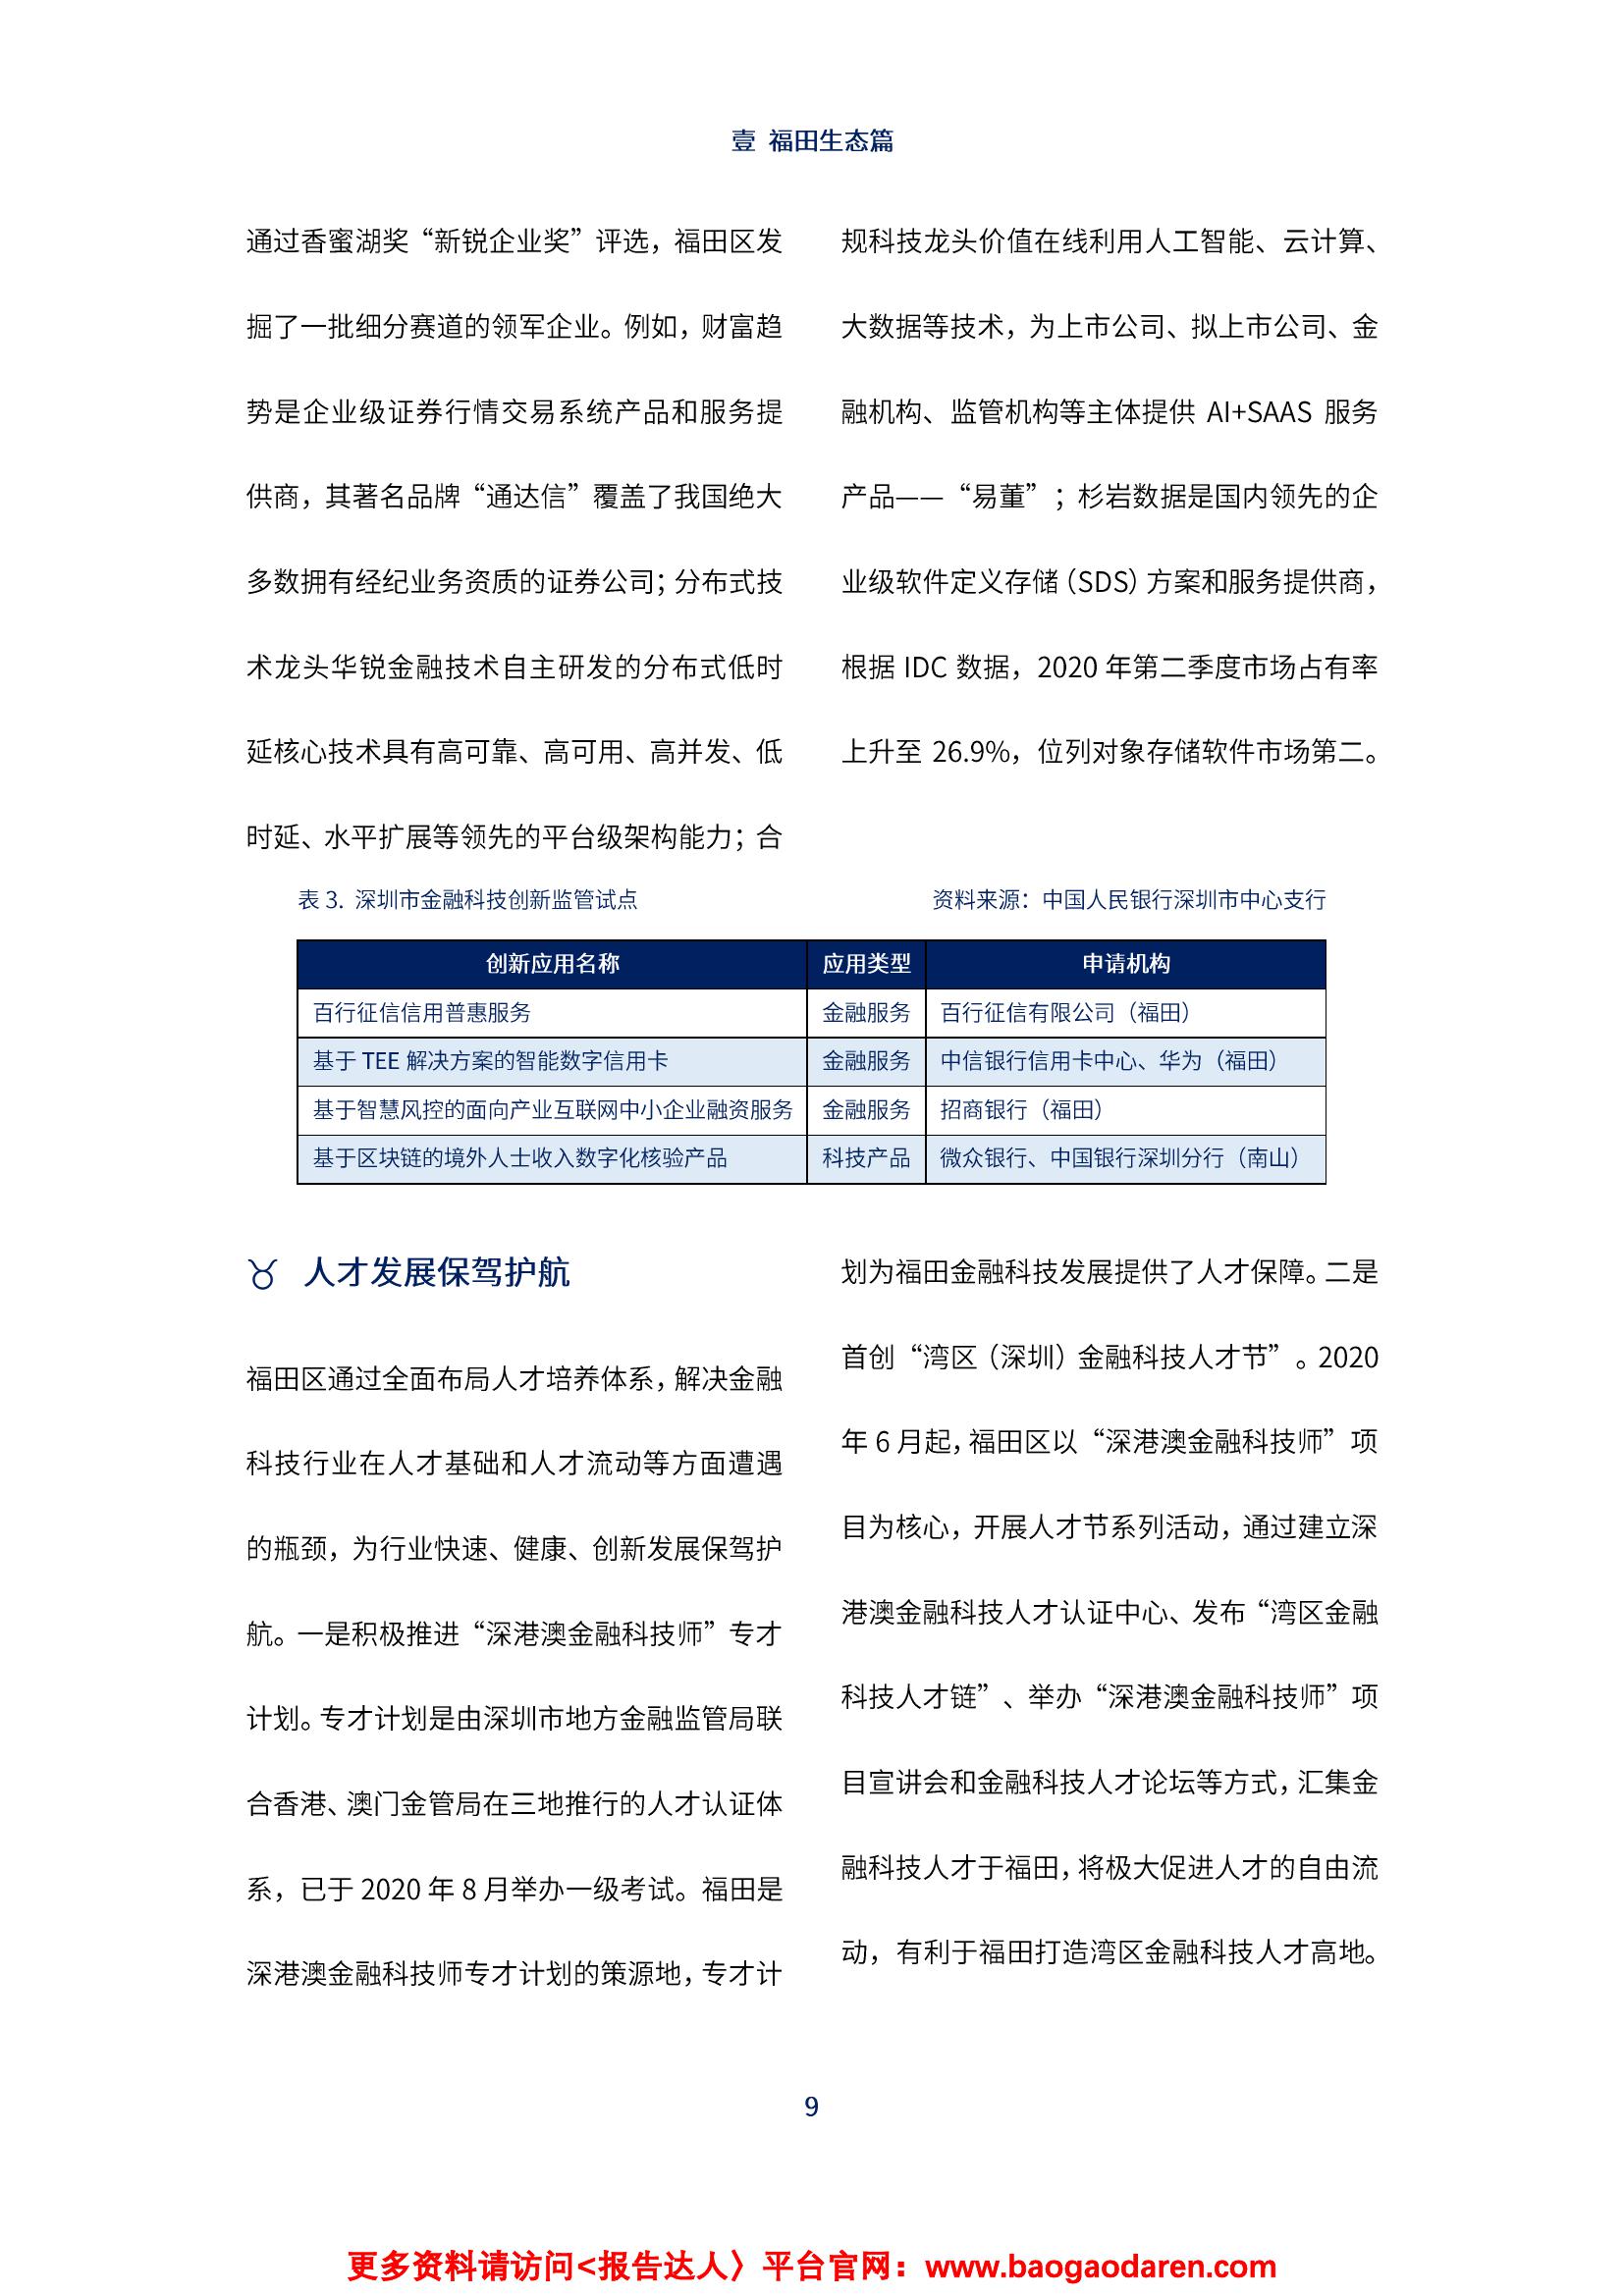 壹 福田生态篇
通过香蜜湖奖“新锐企业奖”评选，福田区发
掘了一批细分赛道的领军企业。例如，财富趋
势是企业级证券行情交易系统产品和服务提
供商，其著名品牌“通达信”覆盖了我国绝大
多数拥有经纪业务资质的证券公司；分布式技
术龙头华锐金融技术自主研发的分布式低时
延核心技术具有高可靠、高可用、高并发、低
时延、水平扩展等领先的平台级架构能力；合
规科技龙头价值在线利用人工智能、云计算、
大数据等技术，为上市公司、拟上市公司、金
融机构、监管机构等主体提供 AI+SAAS 服务
产品——“易董”；杉岩数据是国内领先的企
业级软件定义存储（SDS）方案和服务提供商，
根据 IDC 数据，2020 年第二季度市场占有率
上升至 26.9%，位列对象存储软件市场第二。
表 3. 深圳市金融科技创新监管试点 资料来源：中国人民银行深圳市中心支行
创新应用名称 应用类型 申请机构
百行征信信用普惠服务 金融服务 百行征信有限公司（福田）
基于 TEE 解决方案的智能数字信用卡 金融服务 中信银行信用卡中心、华为（福田）
基于智慧风控的面向产业互联网中小企业融资服务 金融服务 招商银行（福田）
基于区块链的境外人士收入数字化核验产品 科技产品 微众银行、中国银行深圳分行（南山）
♉ 人才发展保驾护航
福田区通过全面布局人才培养体系，解决金融
科技行业在人才基础和人才流动等方面遭遇
的瓶颈，为行业快速、健康、创新发展保驾护
航。一是积极推进“深港澳金融科技师”专才
计划。专才计划是由深圳市地方金融监管局联
合香港、澳门金管局在三地推行的人才认证体
系，已于 2020 年 8 月举办一级考试。福田是
深港澳金融科技师专才计划的策源地，专才计
划为福田金融科技发展提供了人才保障。二是
首创“湾区（深圳）金融科技人才节”。2020
年 6 月起，福田区以“深港澳金融科技师”项
目为核心，开展人才节系列活动，通过建立深
港澳金融科技人才认证中心、发布“湾区金融
科技人才链”、举办“深港澳金融科技师”项
目宣讲会和金融科技人才论坛等方式，汇集金
融科技人才于福田，将极大促进人才的自由流
动，有利于福田打造湾区金融科技人才高地。
9
更多资料请访问<报告达人〉平台官网：www.baogaodaren.com